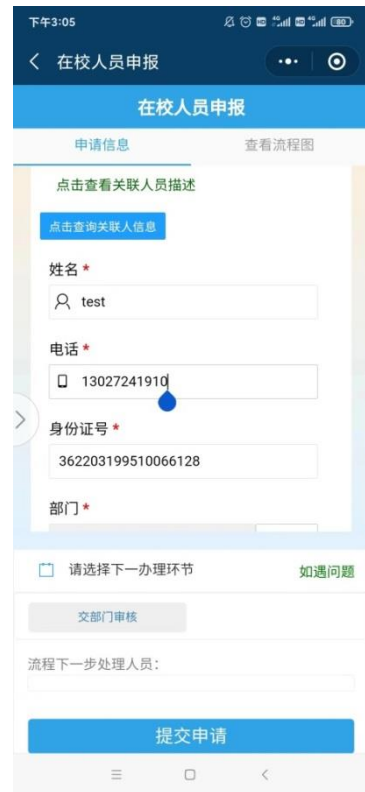 下午3:05
80
在校人员申报
在校人员申报
申请信息
查看流程图
点击查看关联人员描述
点击查询关联人信息
姓名 *
test
电话 *
13027241910
身份证号 *
362203199510066128
部门 *
请选择下一办理环节
如遇问题
交部门审核
流程下一步处理人员：
提交申请